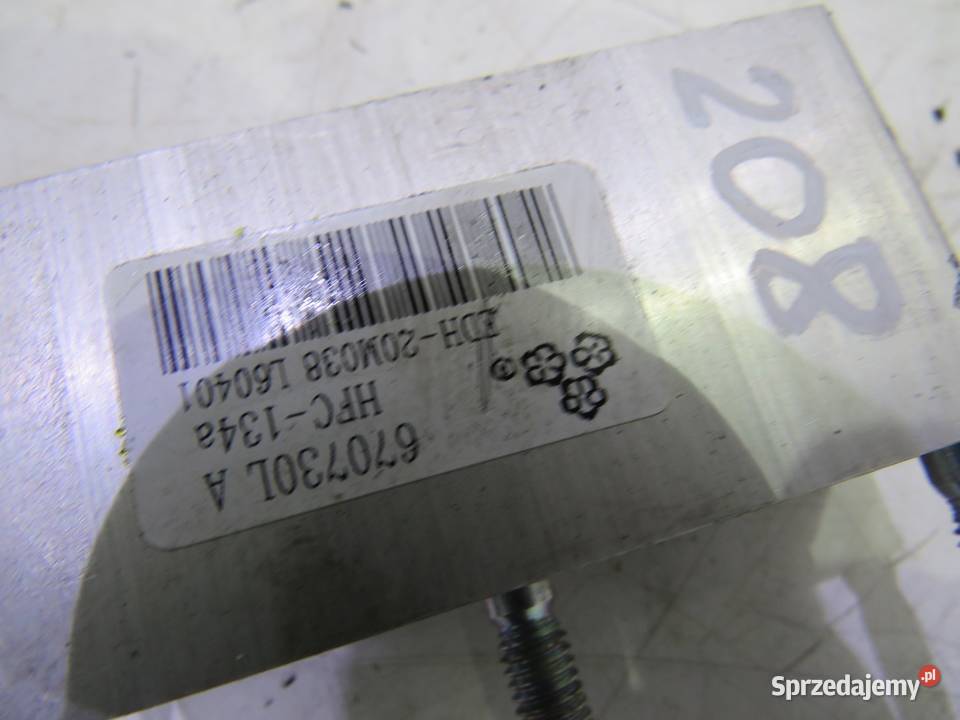 208
670730L A
HFC-134a
EDH-20M038 L60401
Sprzedajemy.pl